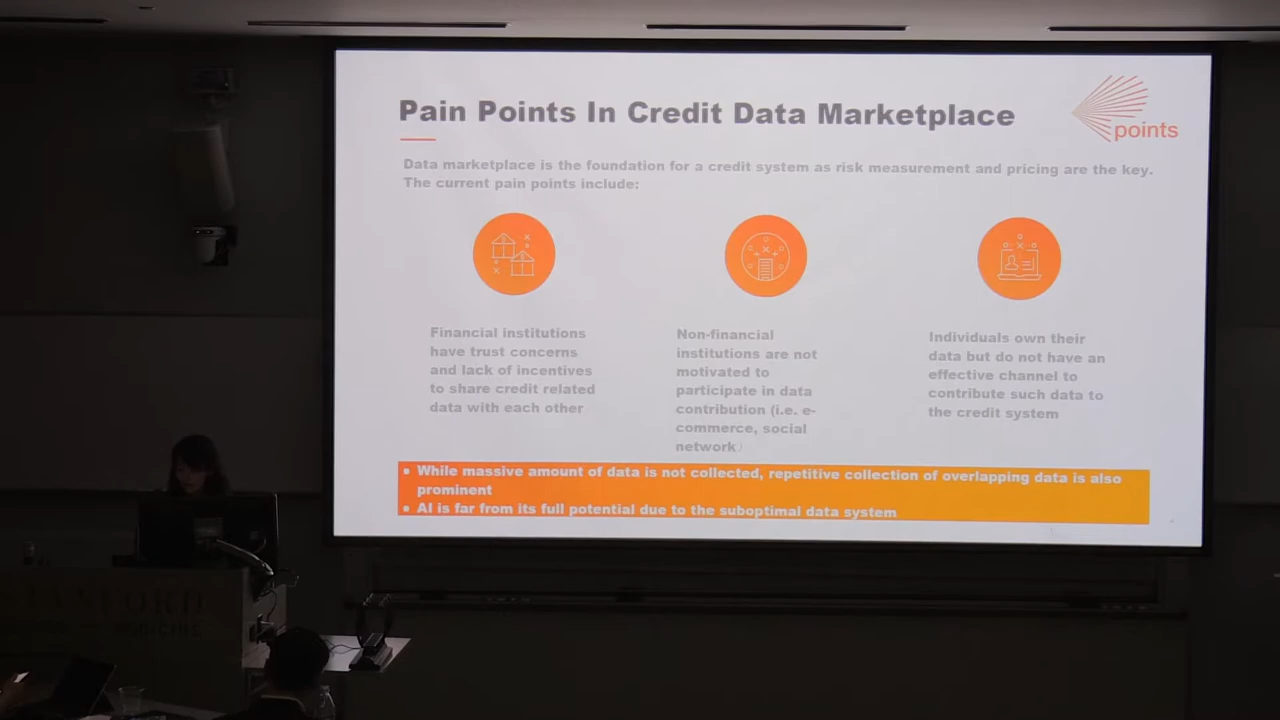 Pain Points In Credit Data Marketplace
points
Data marketplace is the foundation for a credit system as risk measurement and pricing are the key.
The current pain points include:
Financial institutions
have trust concerns
and lack of incentives
to share credit related
data with each other
Non-financial
institutions are not
motivated to
participate in data
contribution (i.e. e-
commerce, social
network）
Individuals own their
data but do not have an
effective channel to
contribute such data to
the credit system
• While massive amount of data is not collected, repetitive collection of overlapping data is also
prominent
• AI is far from its full potential due to the suboptimal data system
STANFORD